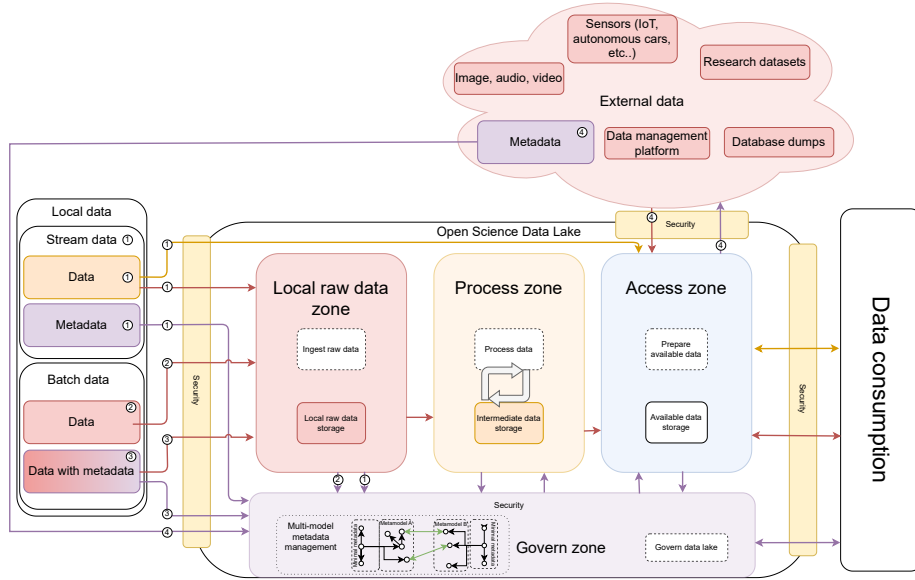 Sensors (IoT,
autonomous cars,
etc..)
Research datasets
Image, audio, video
External data
Metadata
4
Data management
platform
Database dumps
Local data
Stream data
1
Data
1
Metadata
1
Batch data
Data
2
Data with metadata
3
1
1
1
2
3
3
4
Security
Open Science Data Lake
4
Security
4
Local raw data
zone
Ingest raw data
Local raw data
storage
Process zone
Process data
Intermediate data
storage
Access zone
Prepare
available data
Available data
storage
Security
Data consumption
2
1
Security
Multi-model
metadata
management
Metamodel A
Metamodel B
Minimal metadata
Govern zone
Govern data lake